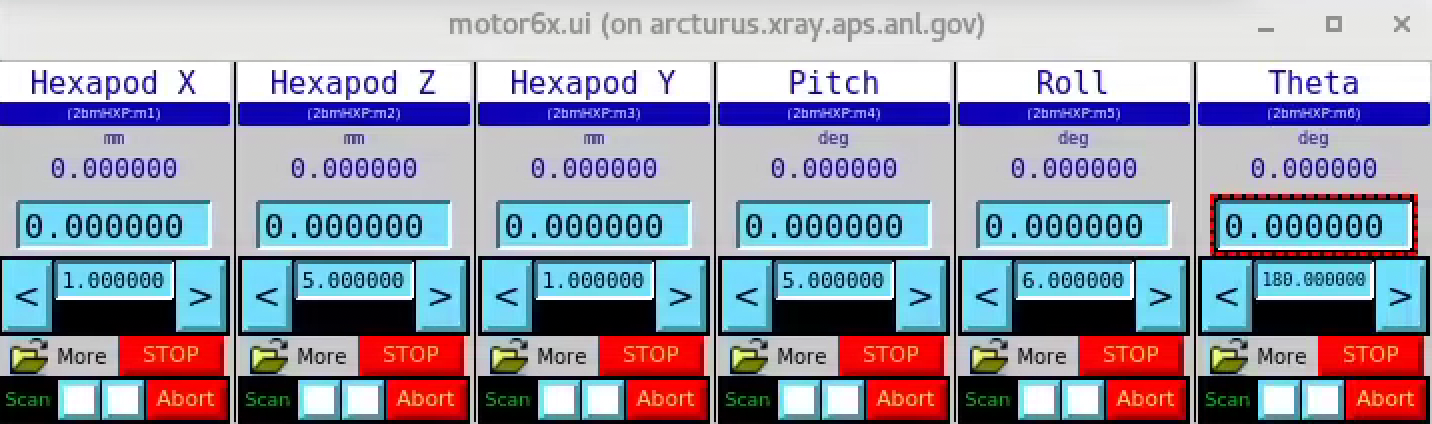 motor6x.ui (on arcturus.xray.aps.anl.gov)
Hexapod X Hexapod Z Hexapod Y Pitch Roll Theta
(2bmHXP:m1) (2bmHXP:m2) (2bmHXP:m3) (2bmHXP:m4) (2bmHXP:m5) (2bmHXP:m6)
mm mm mm deg deg deg
0.000000 0.000000 0.000000 0.000000 0.000000 0.000000
0.000000 0.000000 0.000000 0.000000 0.000000 0.000000
< 1.000000 > < 5.000000 > < 1.000000 > < 5.000000 > < 6.000000 > < 180.000000 >
More STOP More STOP More STOP More STOP More STOP More STOP
Scan Abort Scan Abort Scan Abort Scan Abort Scan Abort Scan Abort